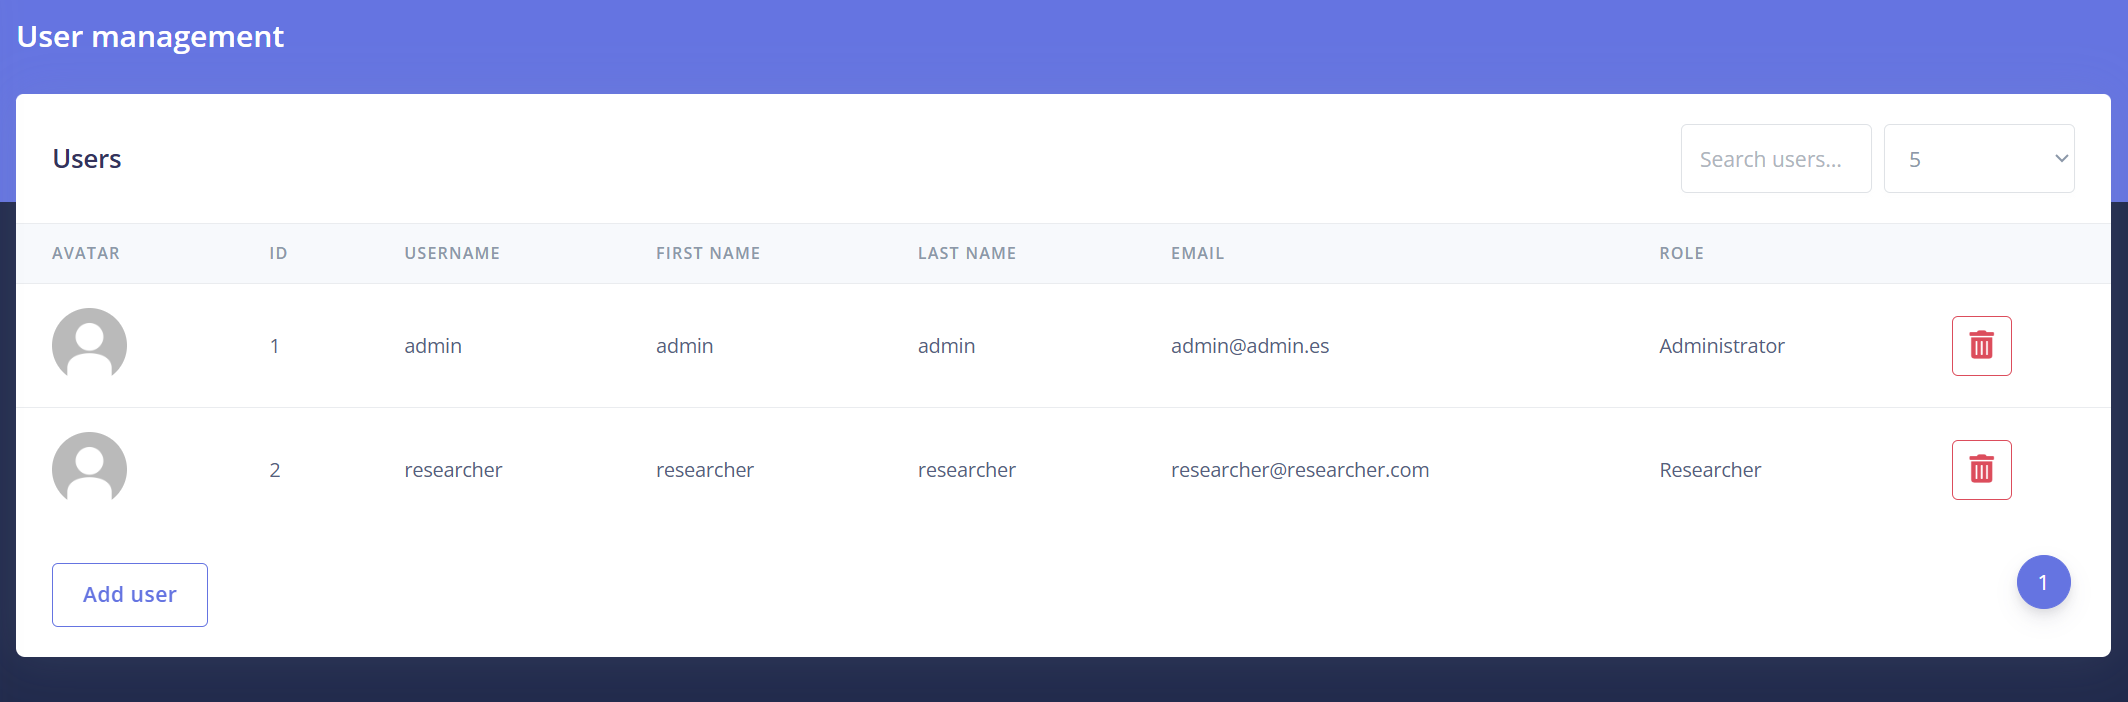 User management
Users
Search users...
5
AVATAR ID USERNAME FIRST NAME LAST NAME EMAIL ROLE
1 admin admin admin admin@admin.es Administrator
2 researcher researcher researcher researcher@researcher.com Researcher
Add user
1